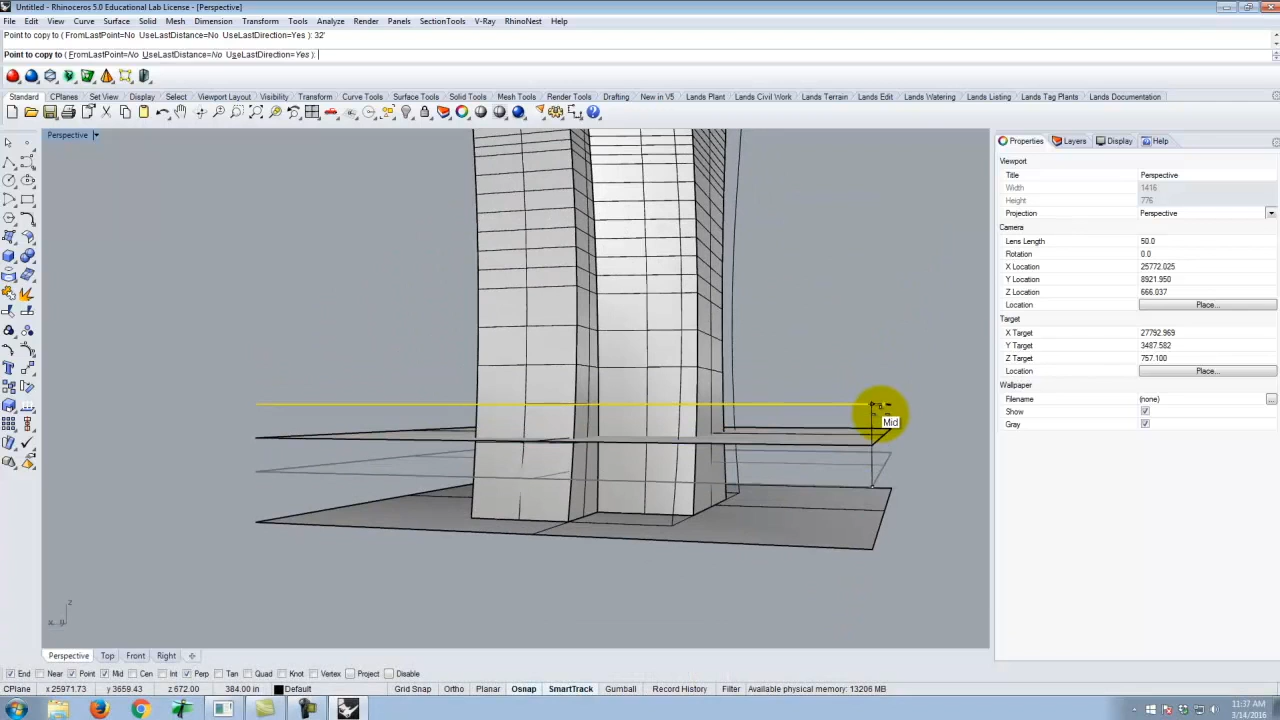 Untitled - Rhinoceros 5.0 Educational Lab License - [Perspective]
File Edit View Curve Surface Solid Mesh Dimension Transform Tools Analyze Render Panels SectionTools V-Ray RhinoNest Help
Point to copy to ( FromLastPoint=No UseLastDistance=No UseLastDirection=Yes ): 32'
Point to copy to ( FromLastPoint=No UseLastDistance=No UseLastDirection=Yes ):
Standard CPlanes Set View Display Select Viewport Layout Visibility Transform Curve Tools Surface Tools Solid Tools Mesh Tools Render Tools Drafting New in V5 Lands Plant Lands Civil Work Lands Terrain Lands Edit Lands Watering Lands Listing Lands Tag Plants Lands Documentation
Perspective
Properties Layers Display Help
Viewport
Title Perspective
Width 1416
Height 776
Projection Perspective
Camera
Lens Length 50.0
Rotation 0.0
X Location 25772.025
Y Location 8921.950
Z Location 666.037
Location Place...
Target
X Target 27792.969
Y Target 3487.582
Z Target 757.100
Location Place...
Wallpaper
Filename (none) ...
Show
Gray
Mid
z
x y
Perspective Top Front Right
End Near Point Mid Cen Int Perp Tan Quad Knot Vertex Project Disable
CPlane x 25971.73 y 3659.43 z 672.00 384.00 in Default Grid Snap Ortho Planar Osnap SmartTrack Gumball Record History Filter Available physical memory: 13206 MB
11:37 AM
3/14/2016